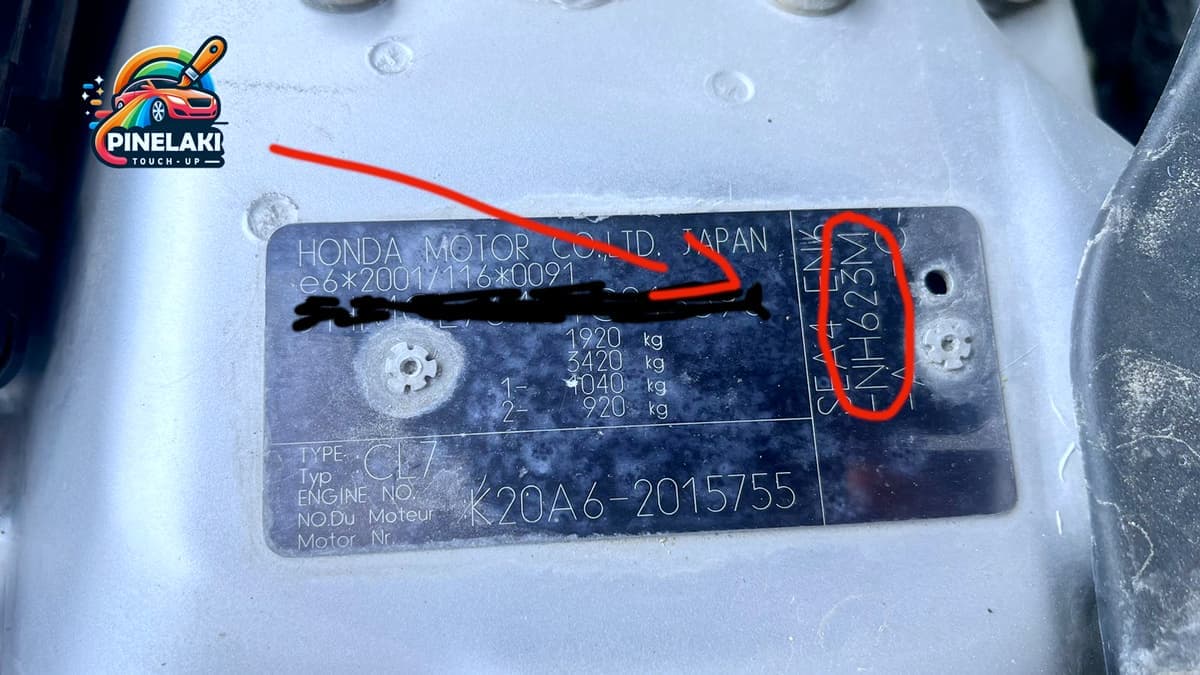 PINELAKI
TOUCH-UP
HONDA MOTOR CO.,LTD. JAPAN
e6*2001/116*0091
1920 kg
3420 kg
1- 1040 kg
2- 920 kg
TYPE
Typ
CL7
ENGINE NO.
NO.Du Moteur
Motor Nr.
K20A6-2015755
SEA4
NH623M